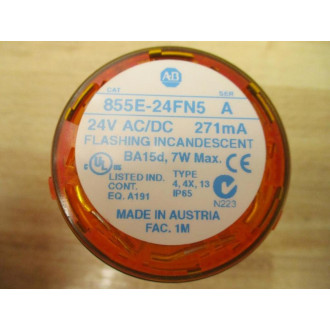 A-B
CAT SER
855E-24FN5 A
24V AC/DC 271mA
FLASHING INCANDESCENT
BA15d, 7W Max.
C UL US LISTED IND. CONT. EQ. A191
TYPE 4, 4X, 13 IP65
N223
MADE IN AUSTRIA
FAC. 1M